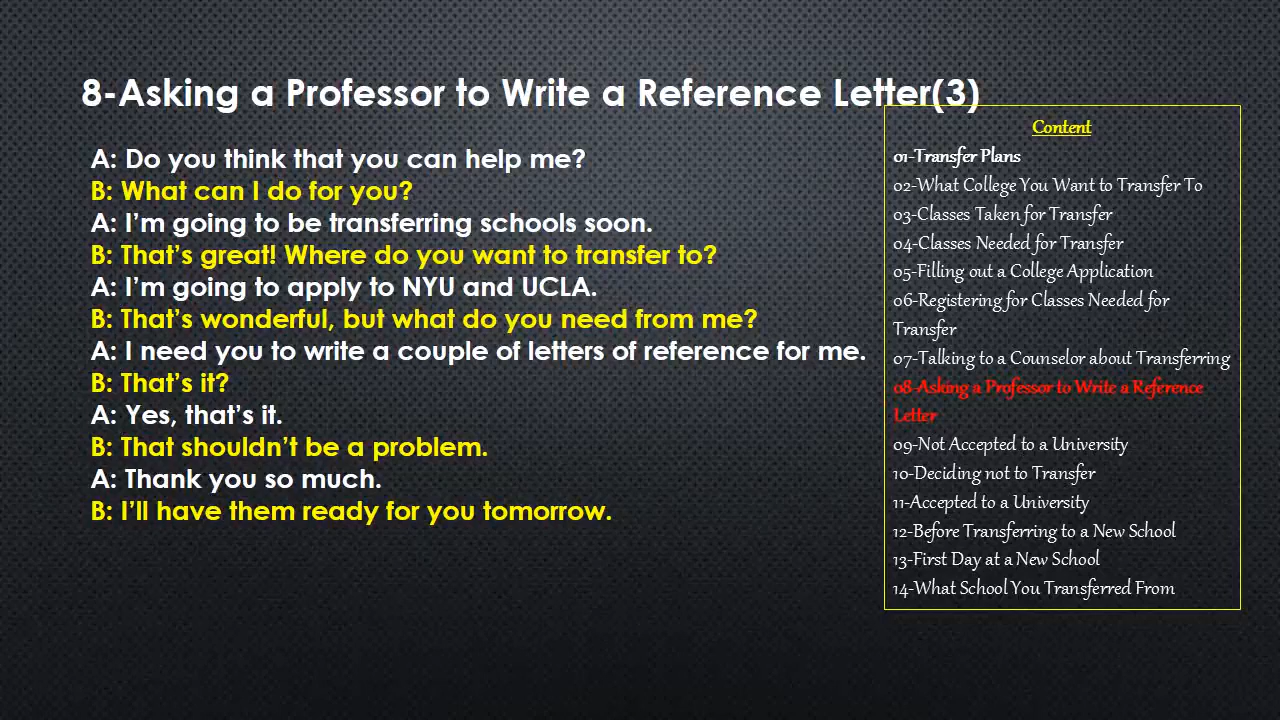 8-Asking a Professor to Write a Reference Letter(3)
A: Do you think that you can help me?
B: What can I do for you?
A: I’m going to be transferring schools soon.
B: That’s great! Where do you want to transfer to?
A: I’m going to apply to NYU and UCLA.
B: That’s wonderful, but what do you need from me?
A: I need you to write a couple of letters of reference for me.
B: That’s it?
A: Yes, that’s it.
B: That shouldn’t be a problem.
A: Thank you so much.
B: I’ll have them ready for you tomorrow.
Content
01-Transfer Plans
02-What College You Want to Transfer To
03-Classes Taken for Transfer
04-Classes Needed for Transfer
05-Filling out a College Application
06-Registering for Classes Needed for
Transfer
07-Talking to a Counselor about Transferring
08-Asking a Professor to Write a Reference
Letter
09-Not Accepted to a University
10-Deciding not to Transfer
11-Accepted to a University
12-Before Transferring to a New School
13-First Day at a New School
14-What School You Transferred From